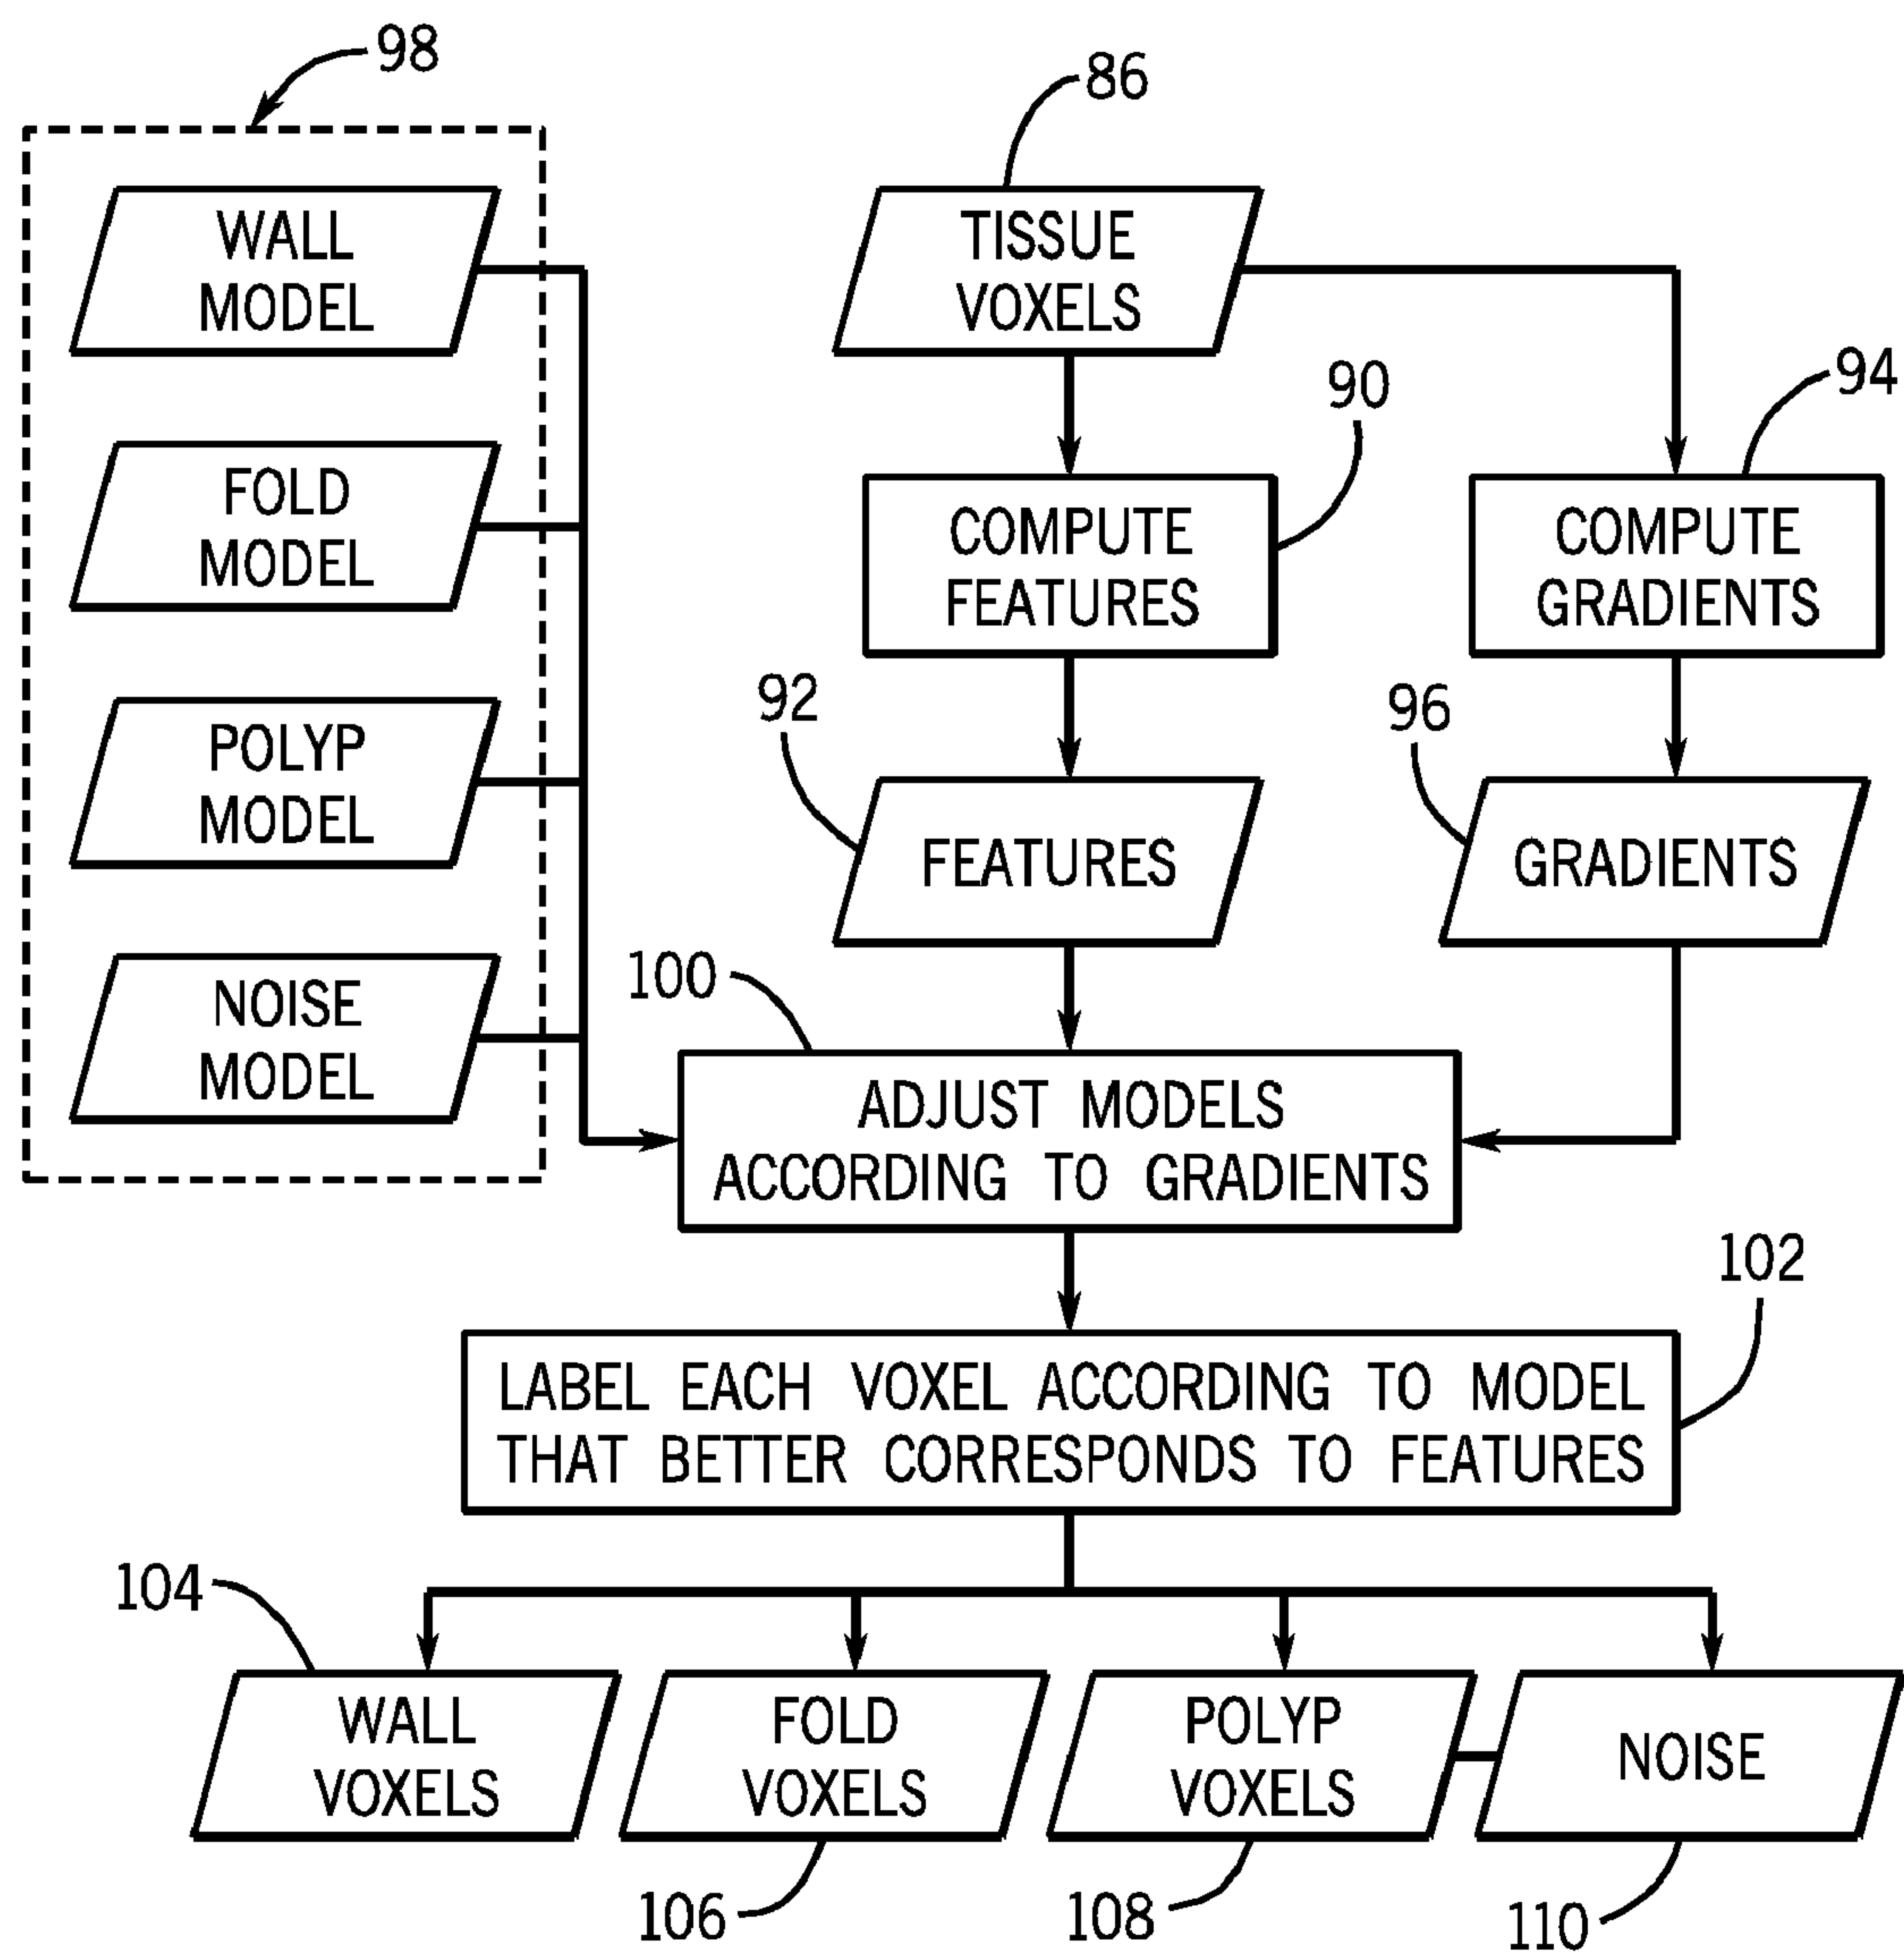 98
86
WALL
MODEL
TISSUE
VOXELS
90
94
FOLD
MODEL
COMPUTE
FEATURES
COMPUTE
GRADIENTS
92
96
POLYP
MODEL
FEATURES
GRADIENTS
100
NOISE
MODEL
ADJUST MODELS
ACCORDING TO GRADIENTS
102
LABEL EACH VOXEL ACCORDING TO MODEL
THAT BETTER CORRESPONDS TO FEATURES
104
WALL
VOXELS
FOLD
VOXELS
POLYP
VOXELS
NOISE
106
108
110